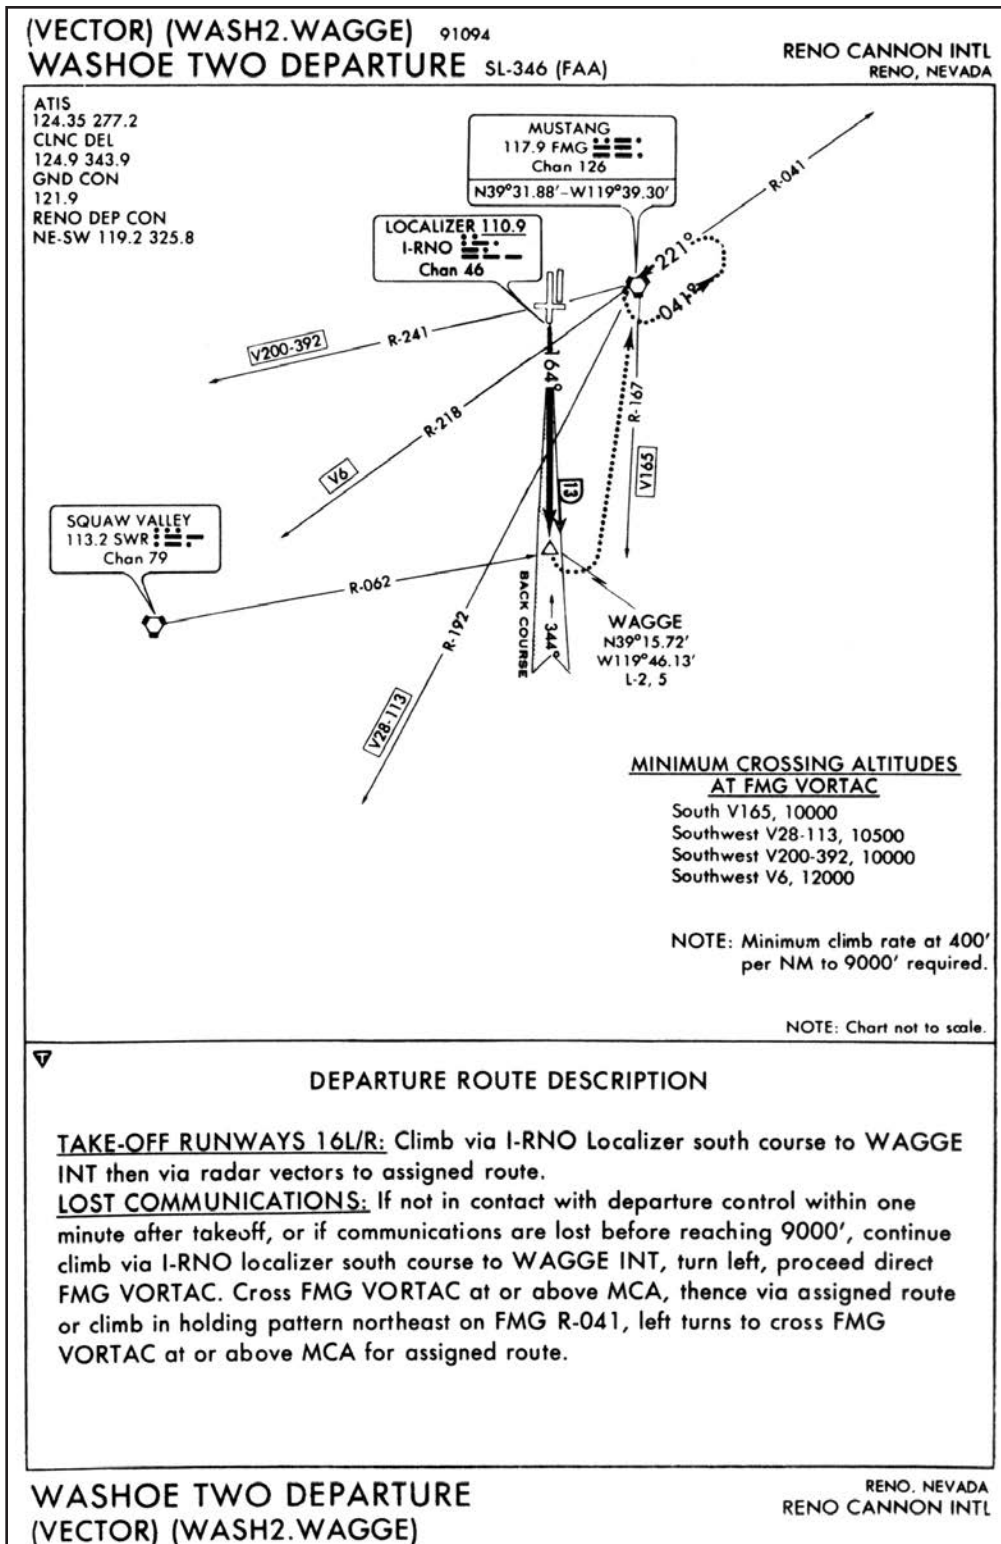 (VECTOR) (WASH2.WAGGE) 91094
WASHOE TWO DEPARTURE SL-346 (FAA)
RENO CANNON INTL
RENO, NEVADA
ATIS
124.35 277.2
CLNC DEL
124.9 343.9
GND CON
121.9
RENO DEP CON
NE-SW 119.2 325.8
MUSTANG
117.9 FMG
Chan 126
N39°31.88'-W119°39.30'
LOCALIZER 110.9
I-RNO
Chan 46
R-041
221°
041°
V200-392
R-241
164°
R-218
V6
R-167
V165
13
SQUAW VALLEY
113.2 SWR
Chan 79
R-062
R-192
V28-113
BACK COURSE
344°
WAGGE
N39°15.72'
W119°46.13'
L-2, 5
MINIMUM CROSSING ALTITUDES
AT FMG VORTAC
South V165, 10000
Southwest V28-113, 10500
Southwest V200-392, 10000
Southwest V6, 12000
NOTE: Minimum climb rate at 400'
per NM to 9000' required.
NOTE: Chart not to scale.
T
DEPARTURE ROUTE DESCRIPTION
TAKE-OFF RUNWAYS 16L/R: Climb via I-RNO Localizer south course to WAGGE
INT then via radar vectors to assigned route.
LOST COMMUNICATIONS: If not in contact with departure control within one
minute after takeoff, or if communications are lost before reaching 9000', continue
climb via I-RNO localizer south course to WAGGE INT, turn left, proceed direct
FMG VORTAC. Cross FMG VORTAC at or above MCA, thence via assigned route
or climb in holding pattern northeast on FMG R-041, left turns to cross FMG
VORTAC at or above MCA for assigned route.
WASHOE TWO DEPARTURE
(VECTOR) (WASH2.WAGGE)
RENO, NEVADA
RENO CANNON INTL